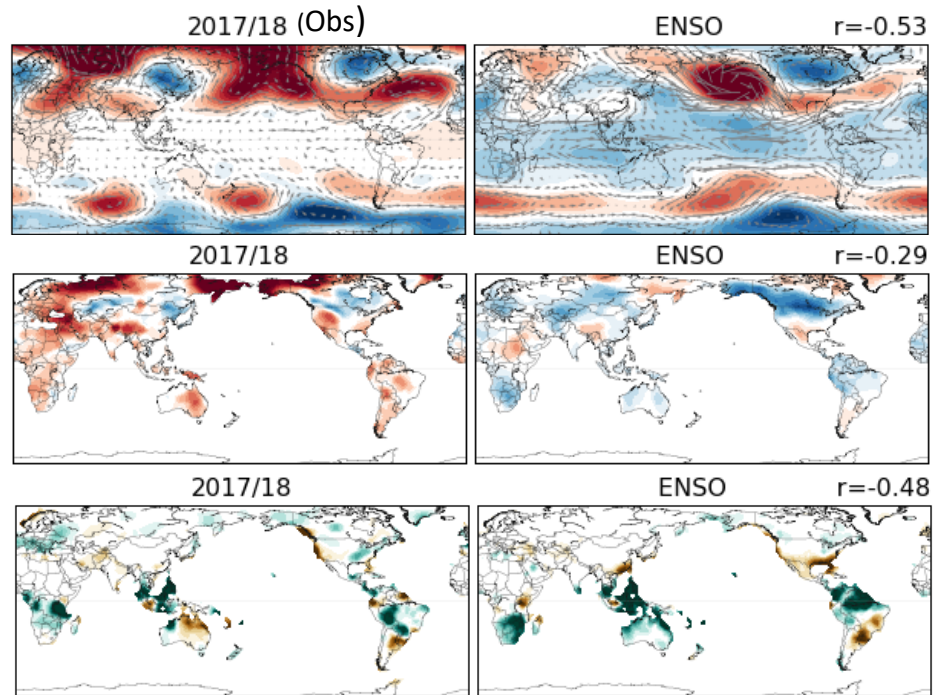 2017/18 (Obs)
ENSO r=-0.53
2017/18
ENSO r=-0.29
2017/18
ENSO r=-0.48